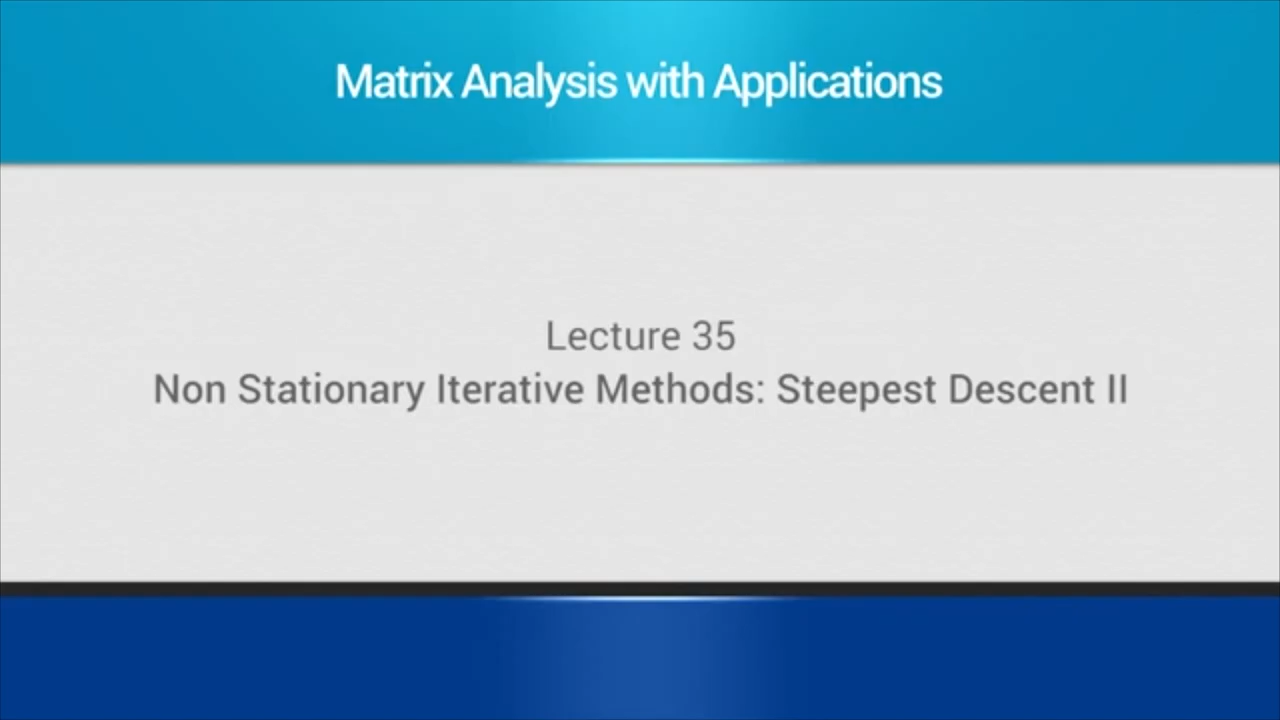 Matrix Analysis with Applications
Lecture 35
Non Stationary Iterative Methods: Steepest Descent II